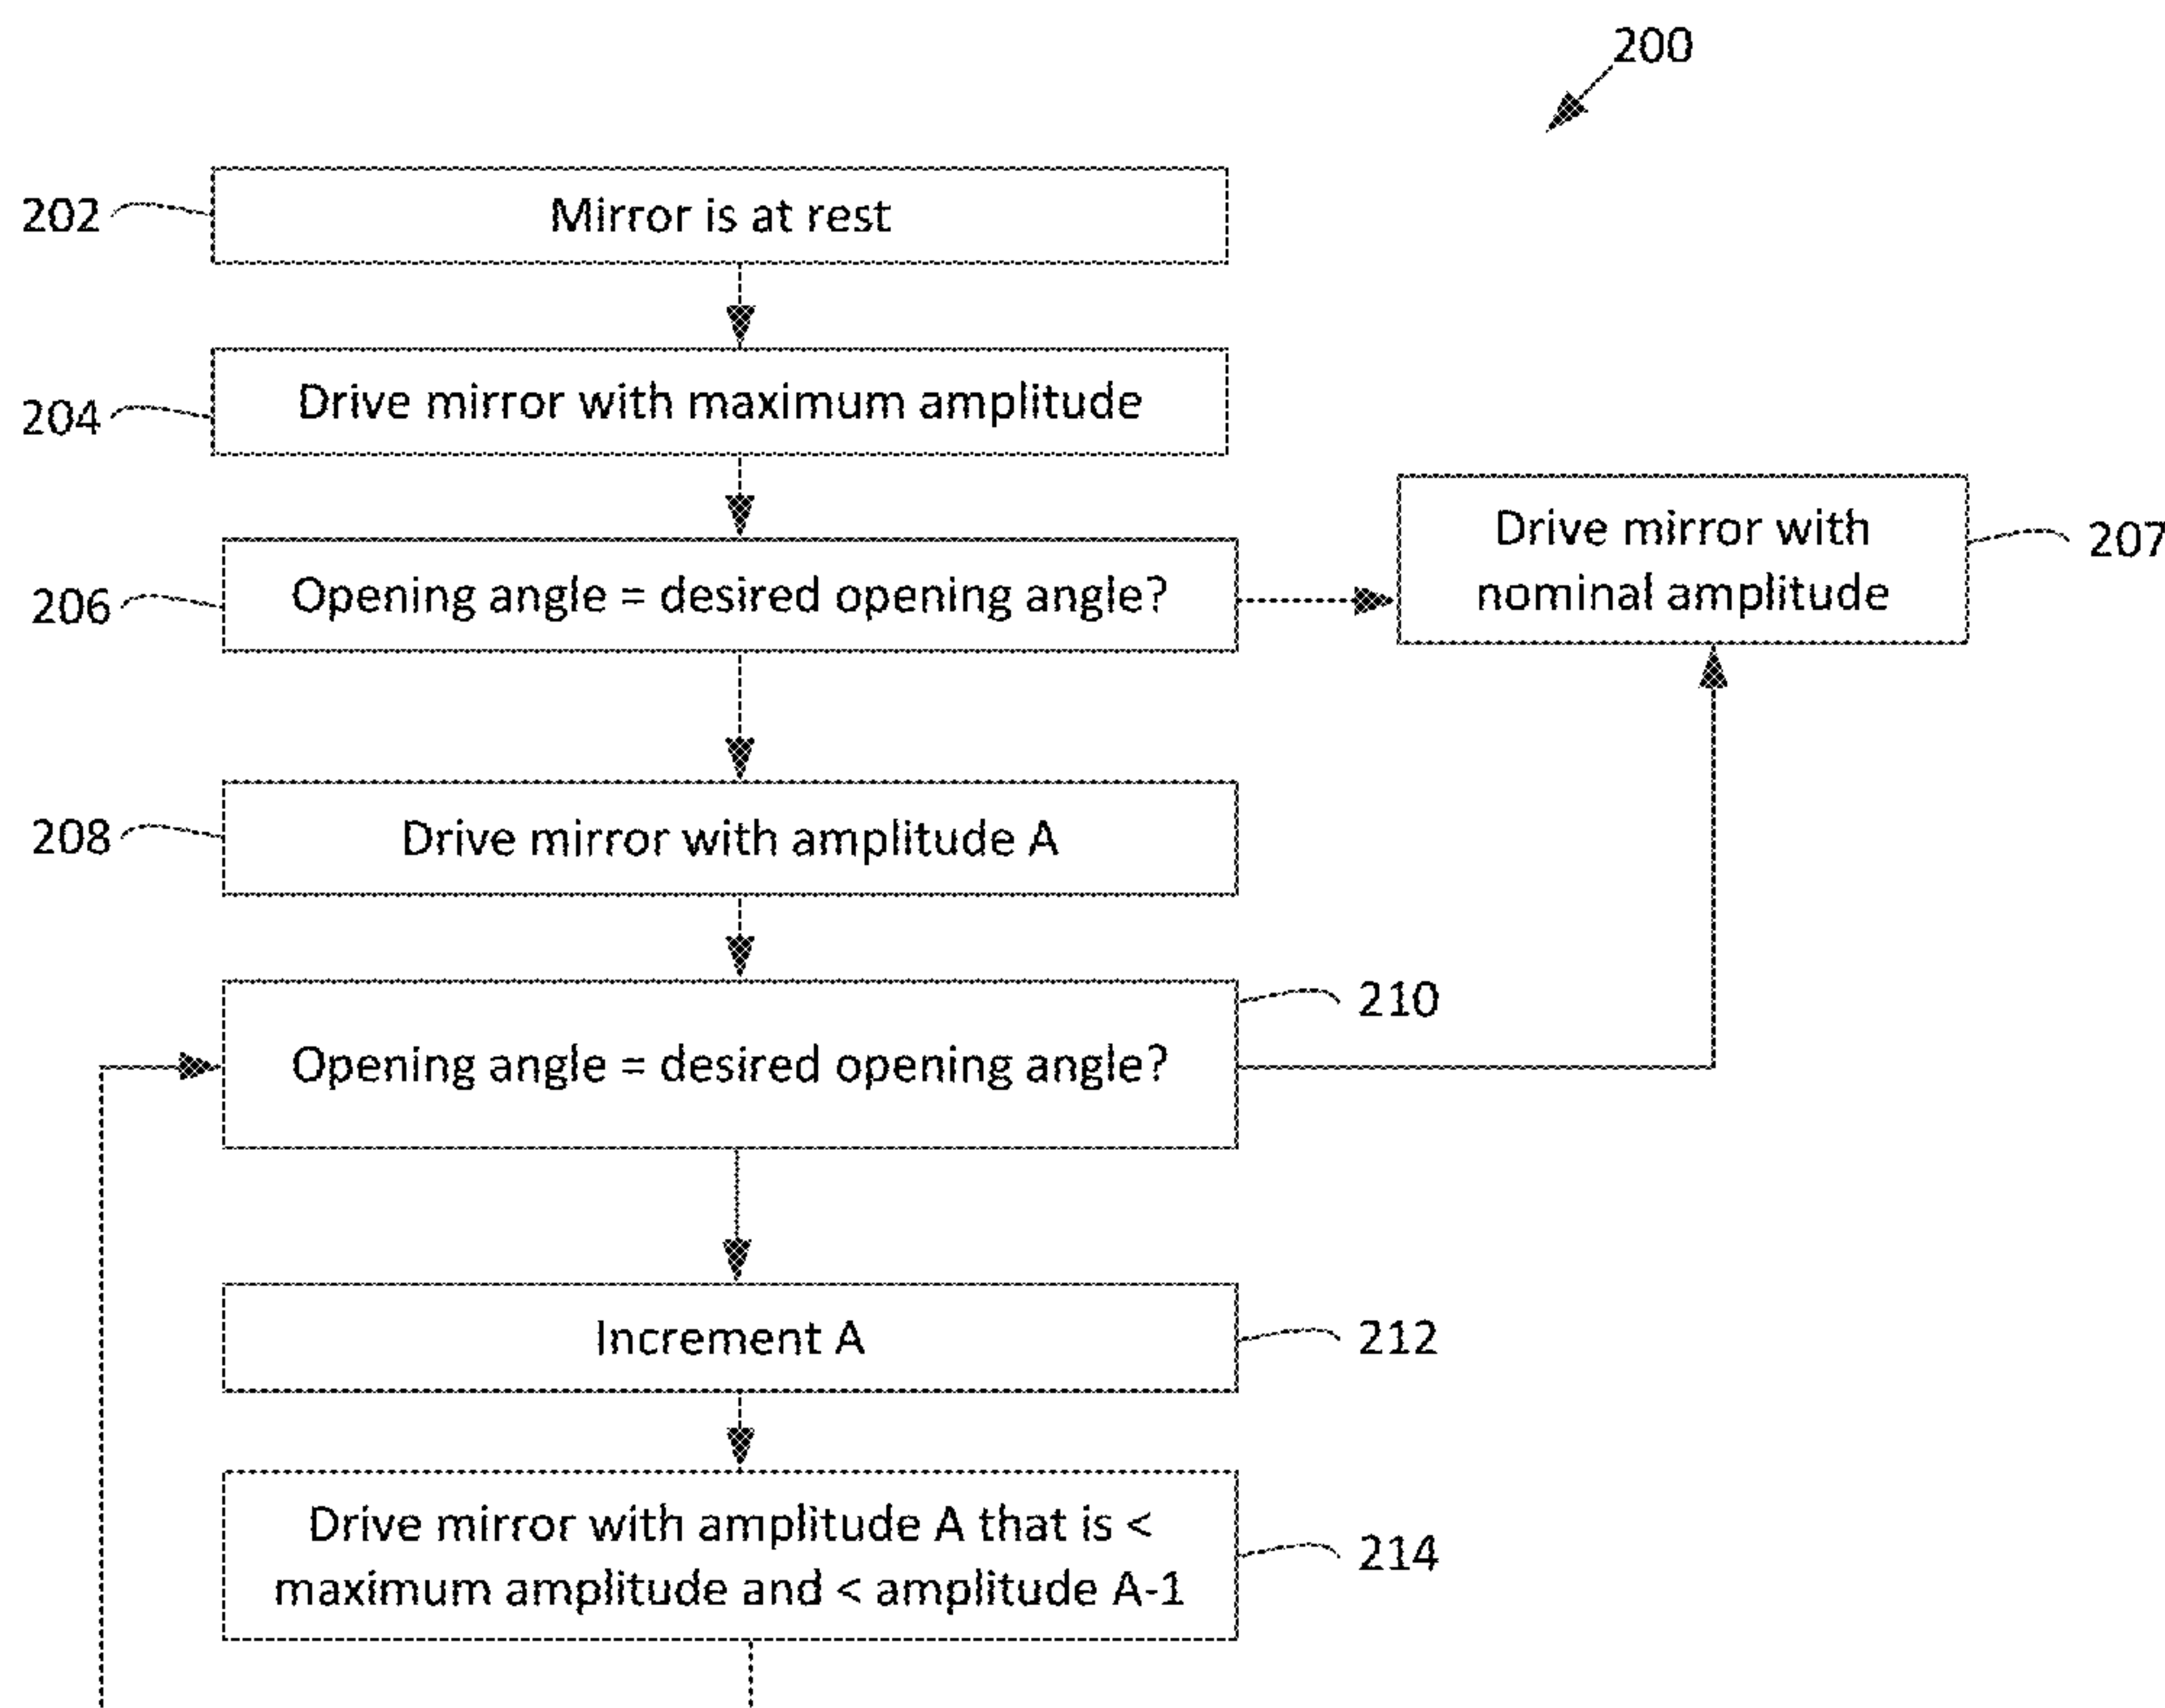 200
202
Mirror is at rest
204
Drive mirror with maximum amplitude
206
Opening angle = desired opening angle?
Drive mirror with
nominal amplitude
207
208
Drive mirror with amplitude A
210
Opening angle = desired opening angle?
Increment A
212
Drive mirror with amplitude A that is <
maximum amplitude and < amplitude A-1
214